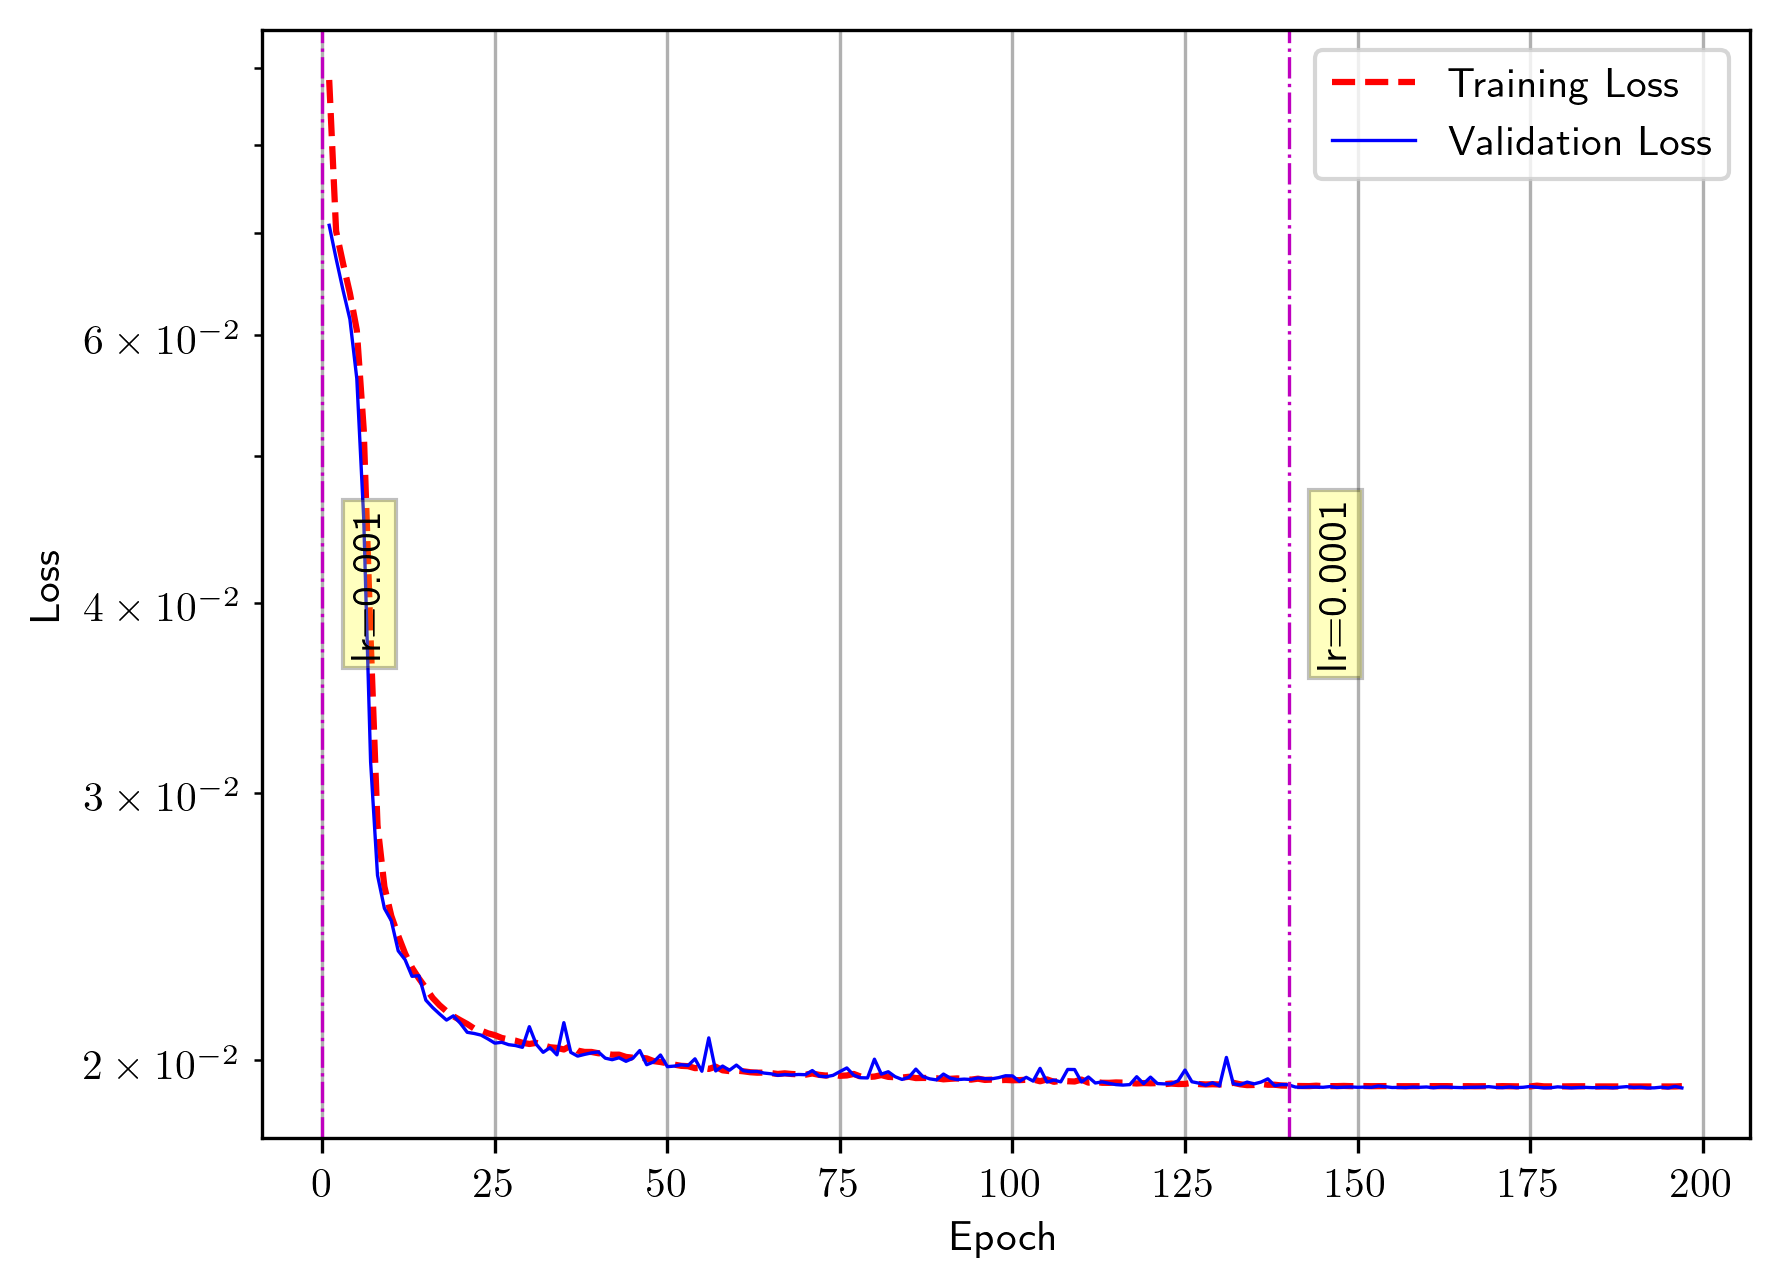 Training Loss
Validation Loss
6 × 10⁻²
4 × 10⁻²
3 × 10⁻²
2 × 10⁻²
Loss
lr=0.001
lr=0.0001
0 25 50 75 100 125 150 175 200
Epoch